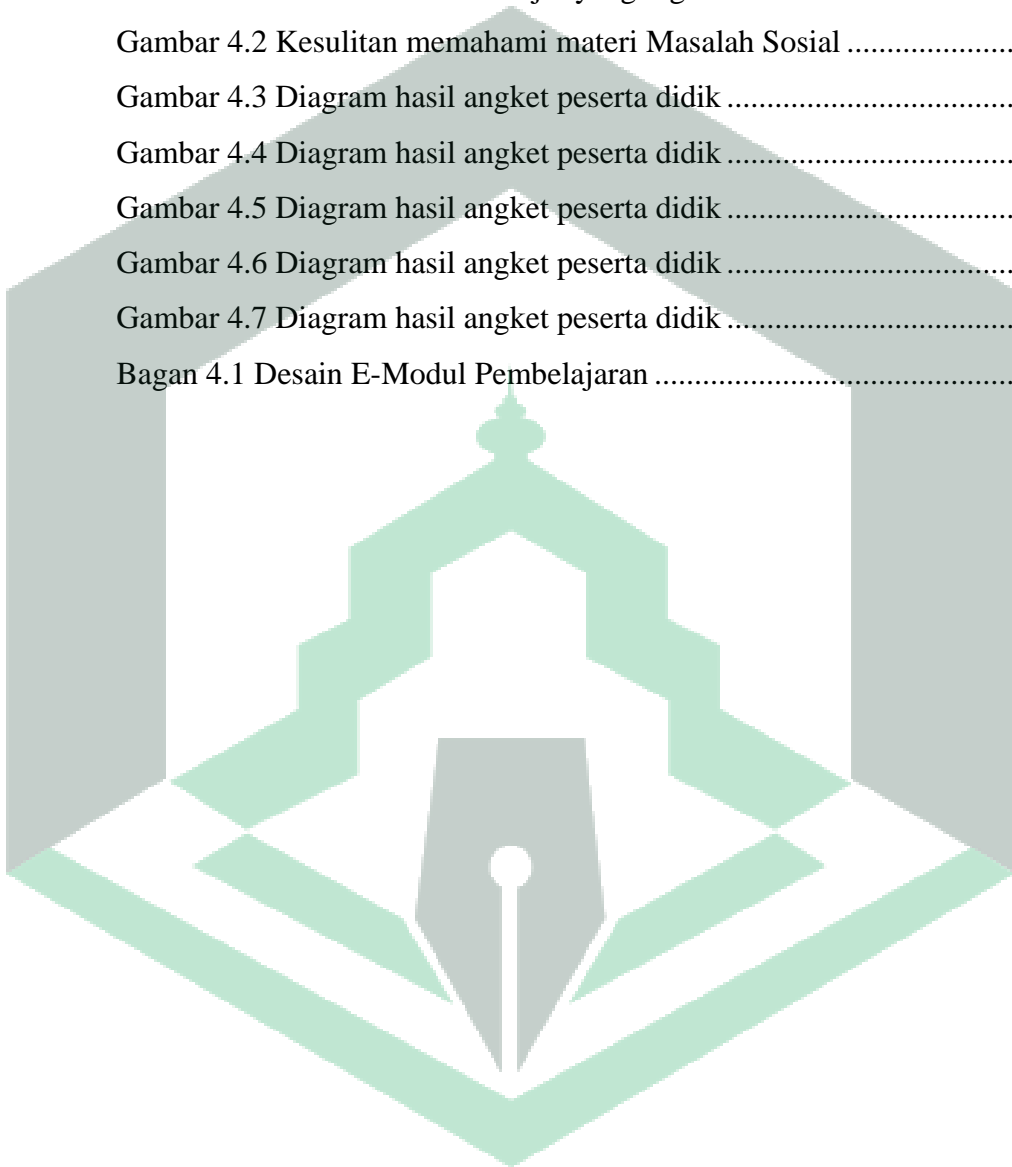 Gambar 4.2 Kesulitan memahami materi Masalah Sosial ....................
Gambar 4.3 Diagram hasil angket peserta didik ...................................
Gambar 4.4 Diagram hasil angket peserta didik ...................................
Gambar 4.5 Diagram hasil angket peserta didik ...................................
Gambar 4.6 Diagram hasil angket peserta didik ...................................
Gambar 4.7 Diagram hasil angket peserta didik ...................................
Bagan 4.1 Desain E-Modul Pembelajaran ...........................................